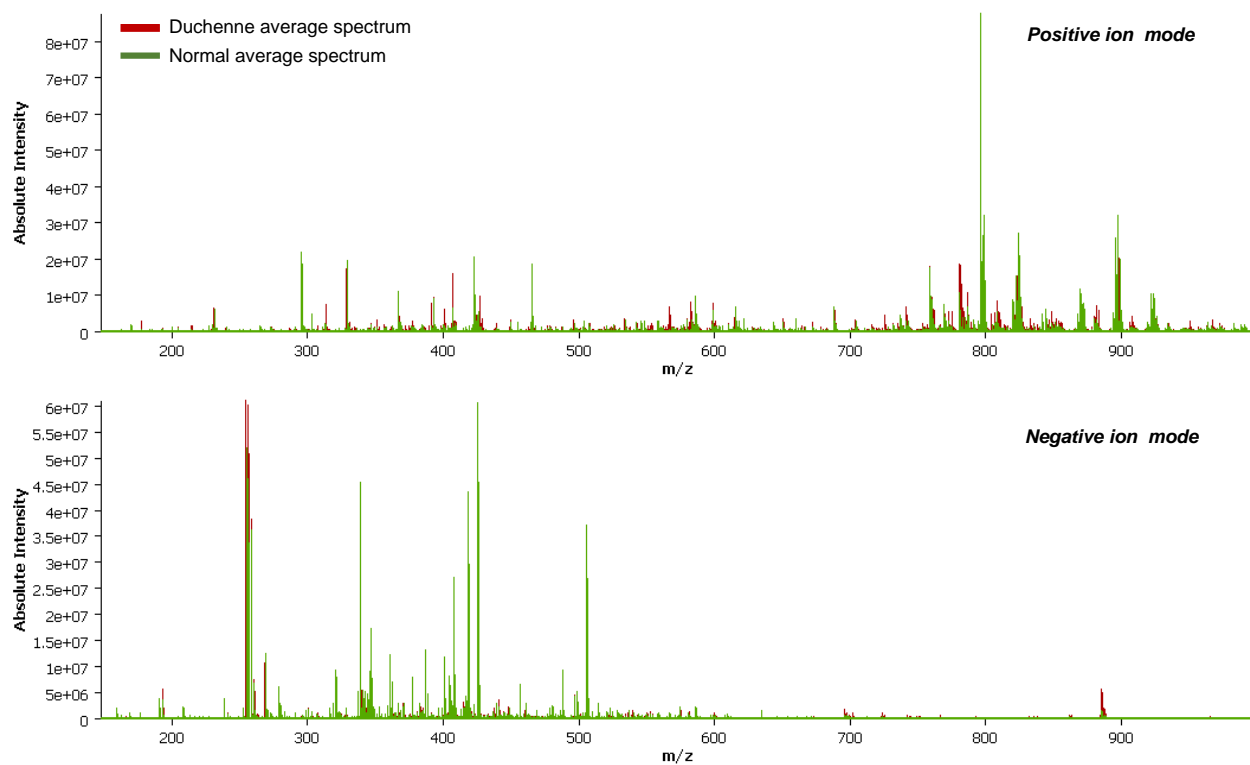 Duchenne average spectrum
Normal average spectrum
Positive ion  mode
Absolute Intensity
8e+07
7e+07
6e+07
5e+07
4e+07
3e+07
2e+07
1e+07
0
200 300 400 500 600 700 800 900
m/z
Negative ion  mode
Absolute Intensity
6e+07
5.5e+07
5e+07
4.5e+07
4e+07
3.5e+07
3e+07
2.5e+07
2e+07
1.5e+07
1e+07
5e+06
0
200 300 400 500 600 700 800 900
m/z